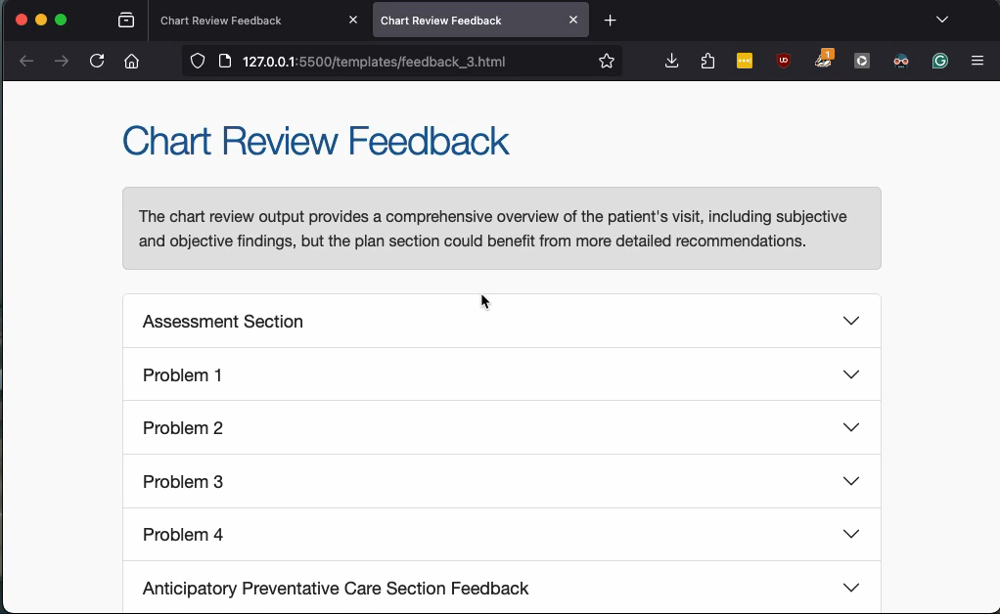 Chart Review Feedback
Chart Review Feedback
127.0.0.1:5500/templates/feedback_3.html
1
Chart Review Feedback
The chart review output provides a comprehensive overview of the patient's visit, including subjective
and objective findings, but the plan section could benefit from more detailed recommendations.
Assessment Section
Problem 1
Problem 2
Problem 3
Problem 4
Anticipatory Preventative Care Section Feedback